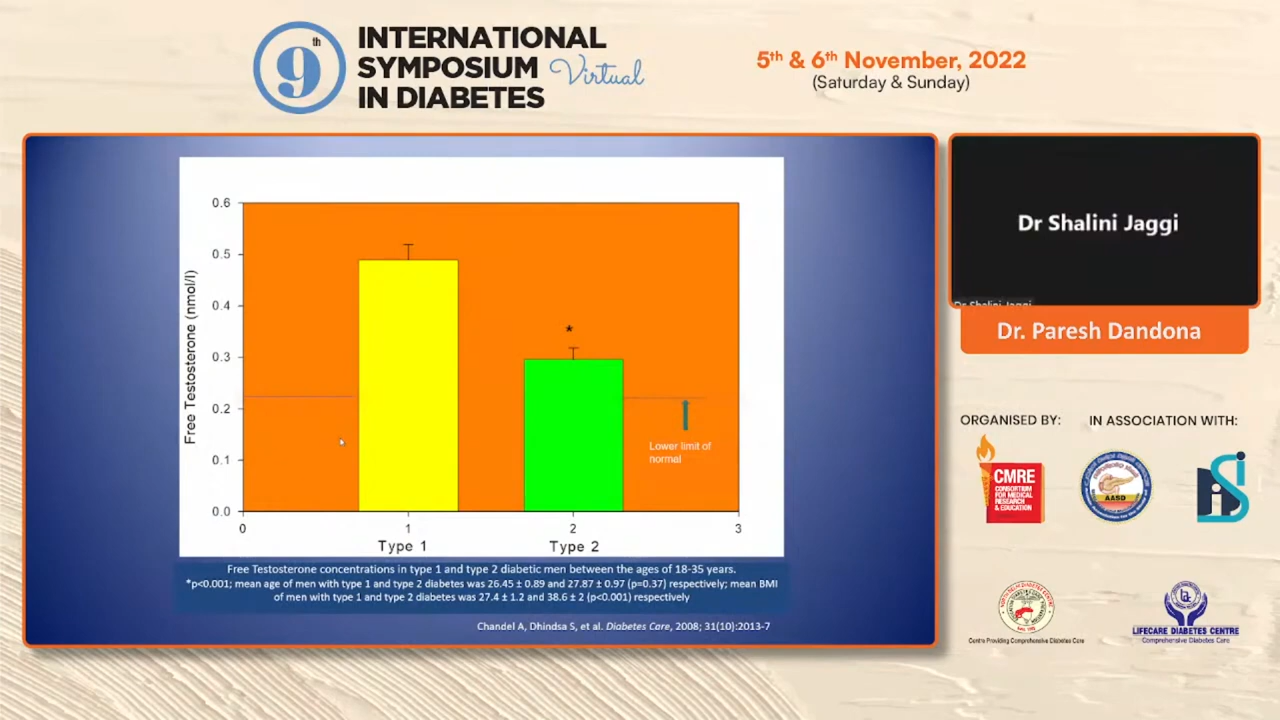 9th
INTERNATIONAL
SYMPOSIUM Virtual
IN DIABETES
5th & 6th November, 2022
(Saturday & Sunday)
0.6
0.5
0.4
0.3
0.2
0.1
0.0
Free Testosterone (nmol/l)
*
Lower limit of
normal
0 1 2 3
Type 1 Type 2
Free Testosterone concentrations in type 1 and type 2 diabetic men between the ages of 18-35 years.
*p<0.001; mean age of men with type 1 and type 2 diabetes was 26.45 ± 0.89 and 27.87 ± 0.97 (p=0.37) respectively; mean BMI
of men with type 1 and type 2 diabetes was 27.4 ± 1.2 and 38.6 ± 2 (p<0.001) respectively
Chandel A, Dhindsa S, et al. Diabetes Care, 2008; 31(10):2013-7
Dr Shalini Jaggi
Dr Shalini Jaggi
Dr. Paresh Dandona
ORGANISED BY: IN ASSOCIATION WITH:
CMRE
CONSORTIUM
FOR MEDICAL
RESEARCH
& EDUCATION
AASD
Centre Providing Comprehensive Diabetes Care
LIFECARE DIABETES CENTRE
Comprehensive Diabetes Care